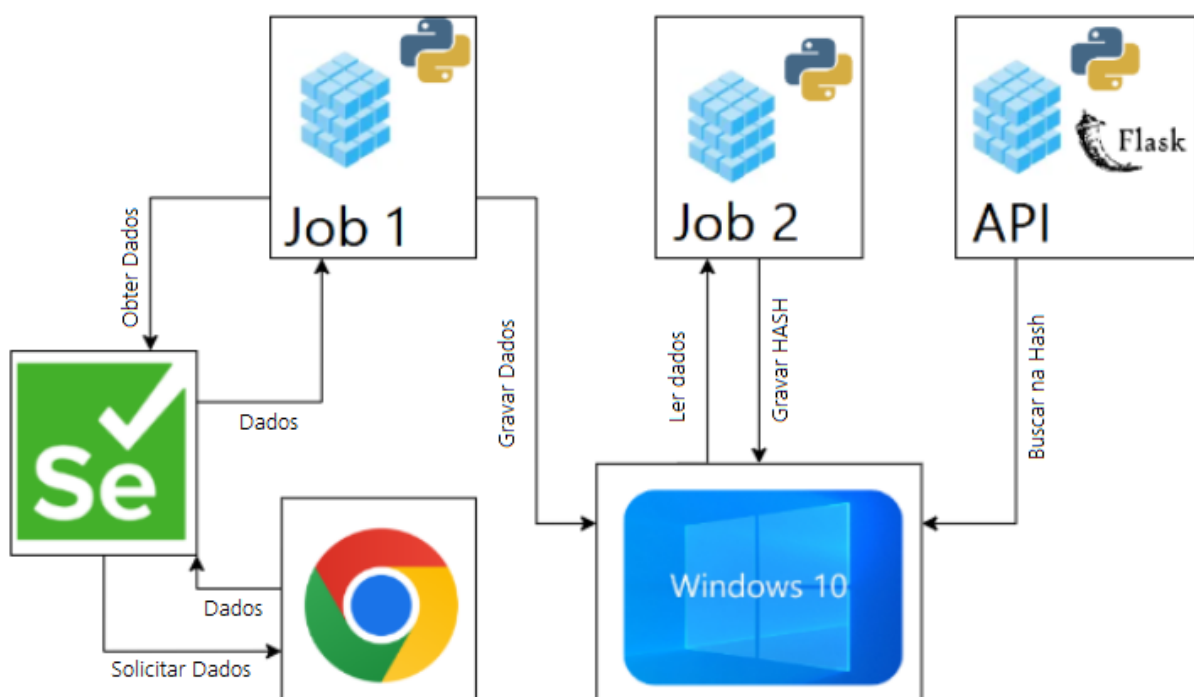 Flask
Job 1
Job 2
API
Obter Dados
Dados
Gravar Dados
Ler dados
Gravar HASH
Buscar na Hash
Se
Windows 10
Dados
Solicitar Dados